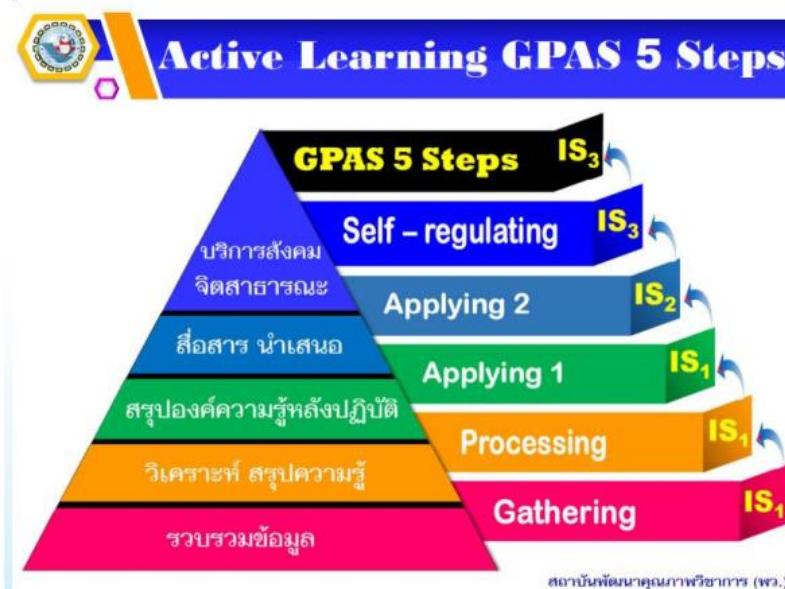 Active Learning GPAS 5 Steps
GPAS 5 Steps IS3
Self – regulating IS3
บริการสังคม
จิตสาธารณะ
Applying 2 IS2
สื่อสาร นำเสนอ
Applying 1 IS1
สรุปองค์ความรู้หลังปฏิบัติ
Processing IS1
วิเคราะห์ สรุปความรู้
Gathering IS1
รวบรวมข้อมูล
สถาบันพัฒนาคุณภาพวิชาการ (พว.)